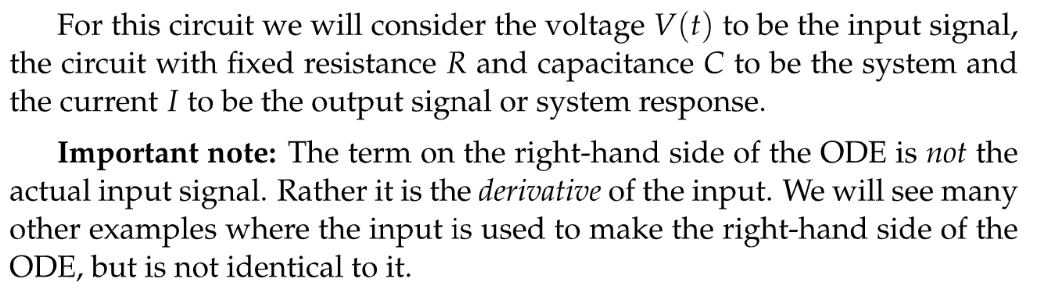 For this circuit we will consider the voltage V(t) to be the input signal,
the circuit with fixed resistance R and capacitance C to be the system and
the current I to be the output signal or system response.
Important note: The term on the right-hand side of the ODE is not the
actual input signal. Rather it is the derivative of the input. We will see many
other examples where the input is used to make the right-hand side of the
ODE, but is not identical to it.